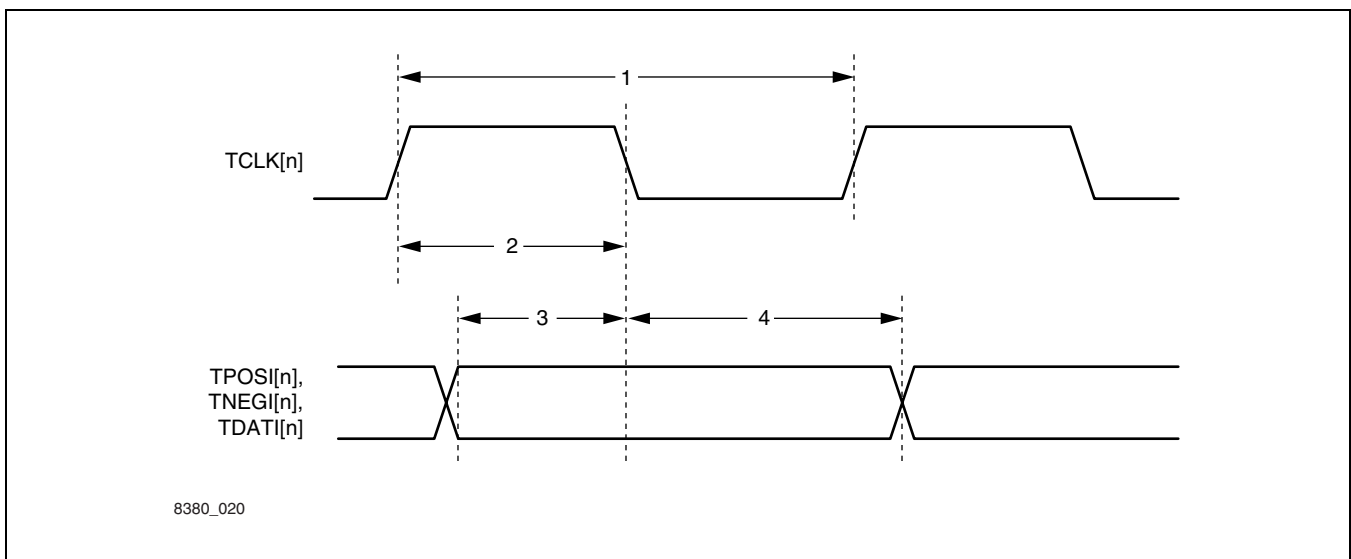 1
TCLK[n]
2
3
4
TPOSI[n],
TNEGI[n],
TDATI[n]
8380_020